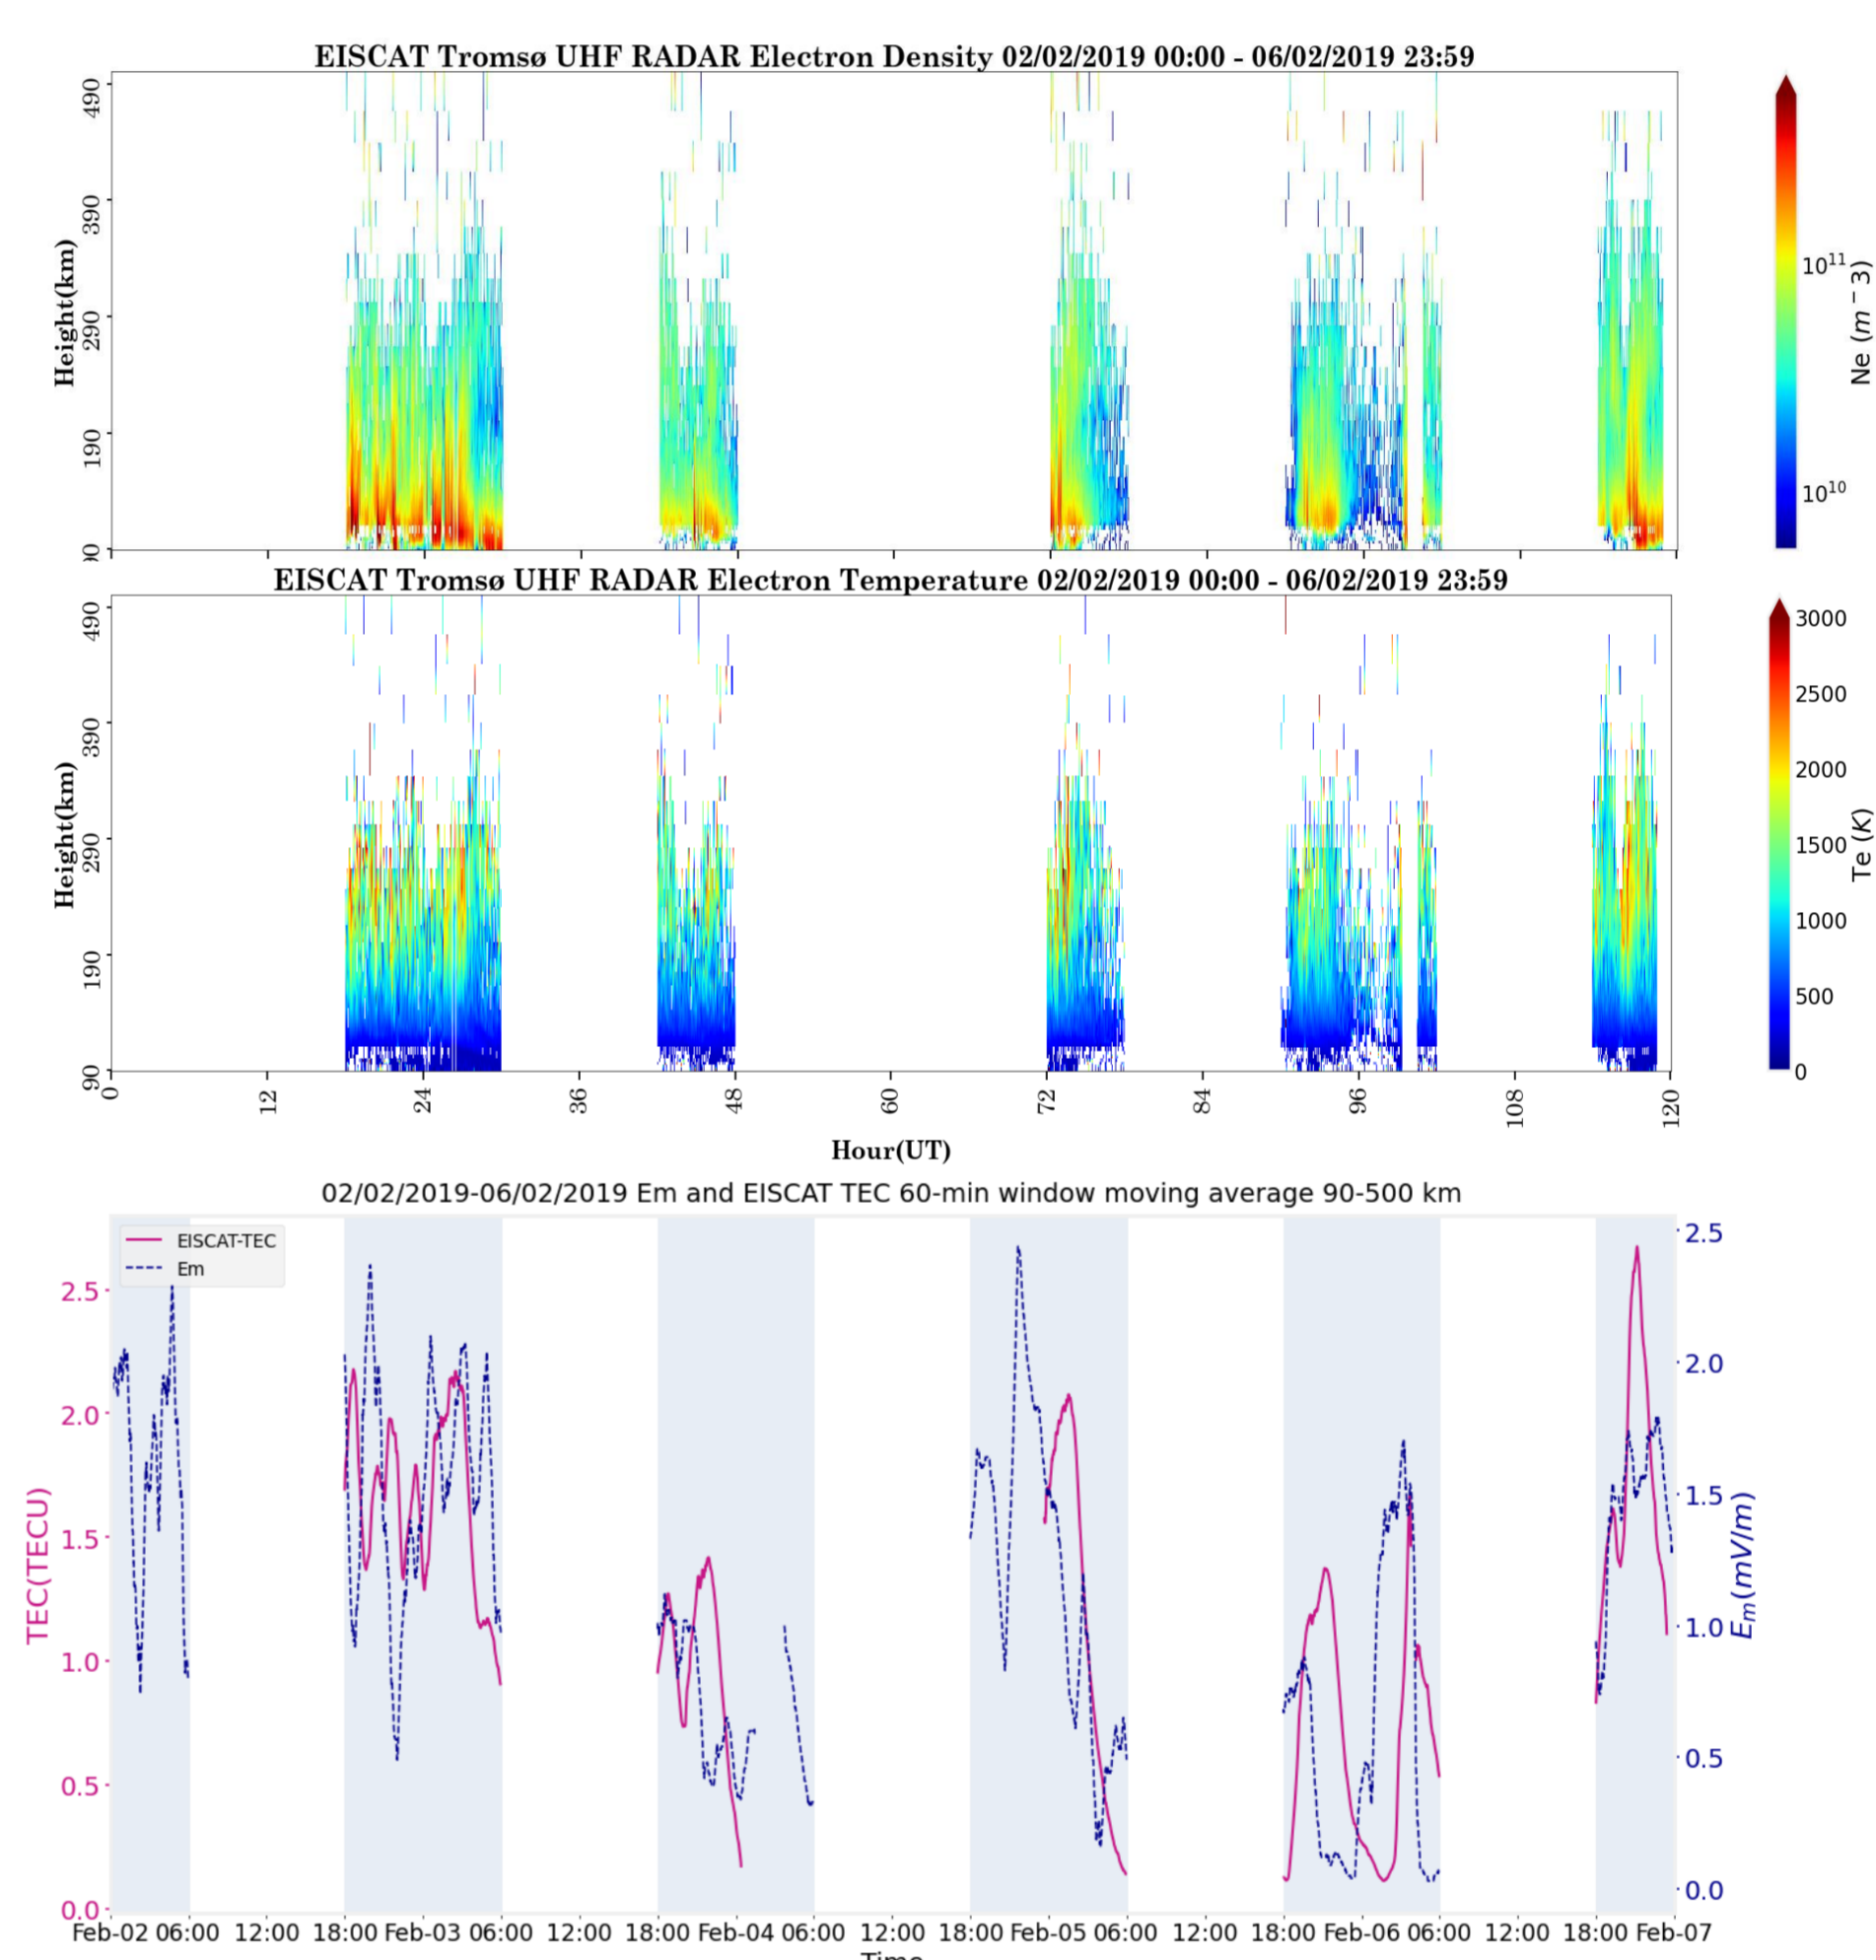 EISCAT Tromsø UHF RADAR Electron Density 02/02/2019 00:00 - 06/02/2019 23:59
490
390
290
190
90
Height(km)
10¹¹
10¹⁰
Ne (m⁻3)
EISCAT Tromsø UHF RADAR Electron Temperature 02/02/2019 00:00 - 06/02/2019 23:59
490
390
290
190
90
Height(km)
3000
2500
2000
1500
1000
500
0
Te (K)
0 12 24 36 48 60 72 84 96 108 120
Hour(UT)
02/02/2019-06/02/2019 Em and EISCAT TEC 60-min window moving average 90-500 km
EISCAT-TEC
Em
2.5
2.0
1.5
1.0
0.5
0.0
TEC(TECU)
2.5
2.0
1.5
1.0
0.5
0.0
Eₘ(mV/m)
Feb-02 06:00 12:00 18:00 Feb-03 06:00 12:00 18:00 Feb-04 06:00 12:00 18:00 Feb-05 06:00 12:00 18:00 Feb-06 06:00 12:00 18:00 Feb-07
Time